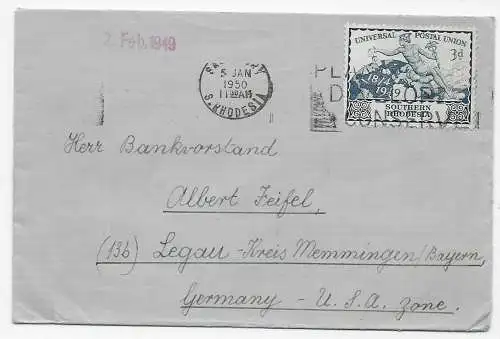 2. Feb. 1949
UNIVERSAL POSTAL UNION
3d
1874
1949
SOUTHERN
RHODESIA
5 JAN
1950
S. RHODESIA
Herr Bankvorstand
Albert Zeifel,
(13b) Legau - Kreis Memmingen/Bayern,
Germany - U.S.A. Zone.